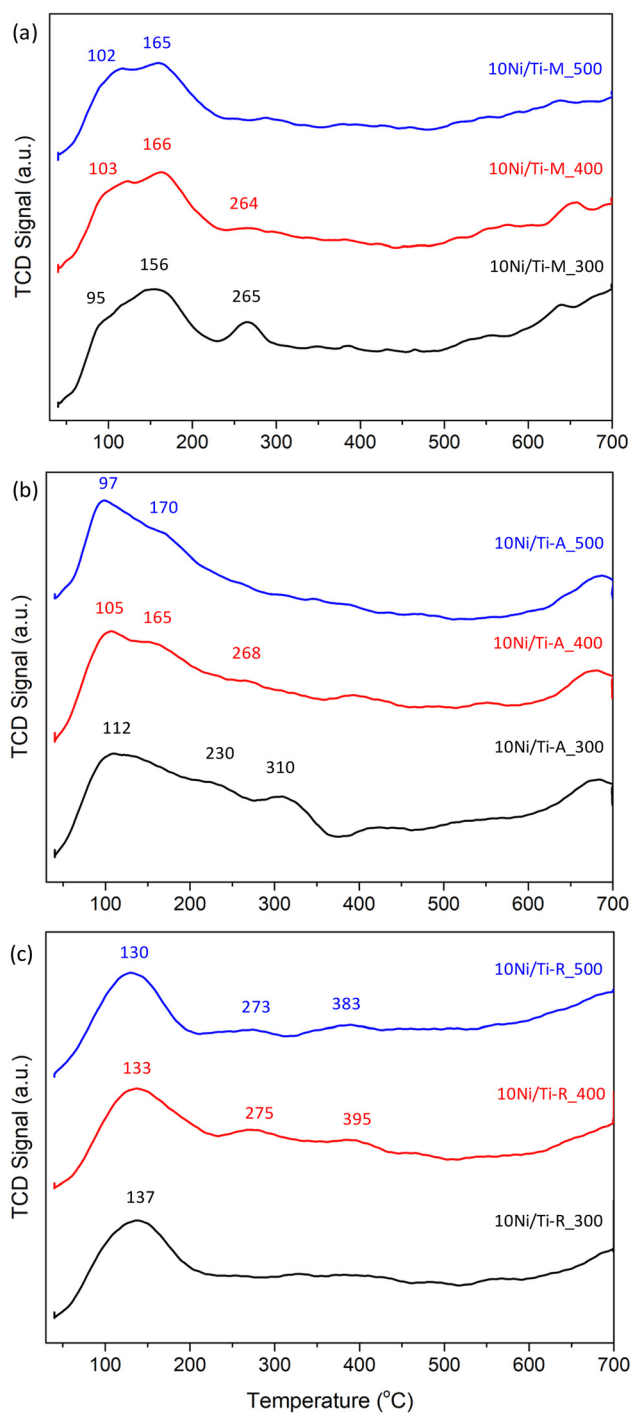 (a)
102 165
10Ni/Ti-M_500
103 166 264
10Ni/Ti-M_400
95 156 265
10Ni/Ti-M_300
TCD Signal (a.u.)
100 200 300 400 500 600 700
(b)
97 170
10Ni/Ti-A_500
105 165 268
10Ni/Ti-A_400
112 230 310
10Ni/Ti-A_300
TCD Signal (a.u.)
100 200 300 400 500 600 700
(c)
130 273 383
10Ni/Ti-R_500
133 275 395
10Ni/Ti-R_400
137
10Ni/Ti-R_300
TCD Signal (a.u.)
100 200 300 400 500 600 700
Temperature (°C)